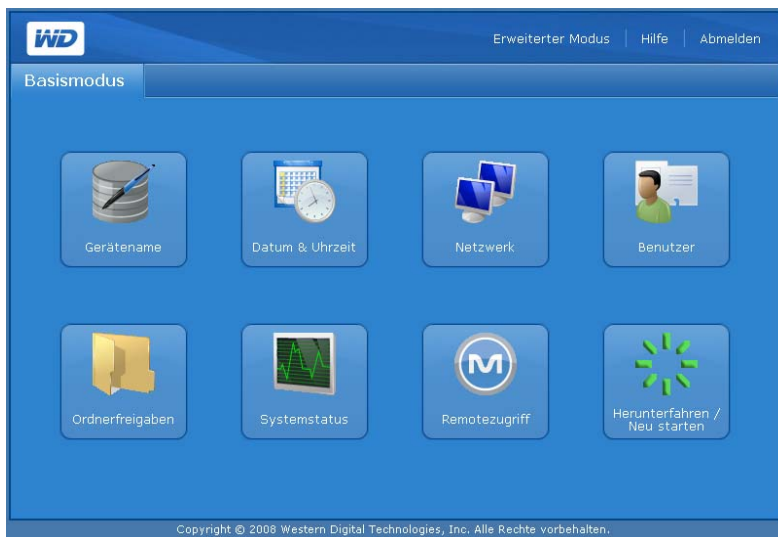 WD
Erweiterter Modus | Hilfe | Abmelden
Basismodus
Gerätename
Datum & Uhrzeit
Netzwerk
Benutzer
Ordnerfreigaben
Systemstatus
M
Remotezugriff
Herunterfahren /
Neu starten
Copyright © 2008 Western Digital Technologies, Inc. Alle Rechte vorbehalten.